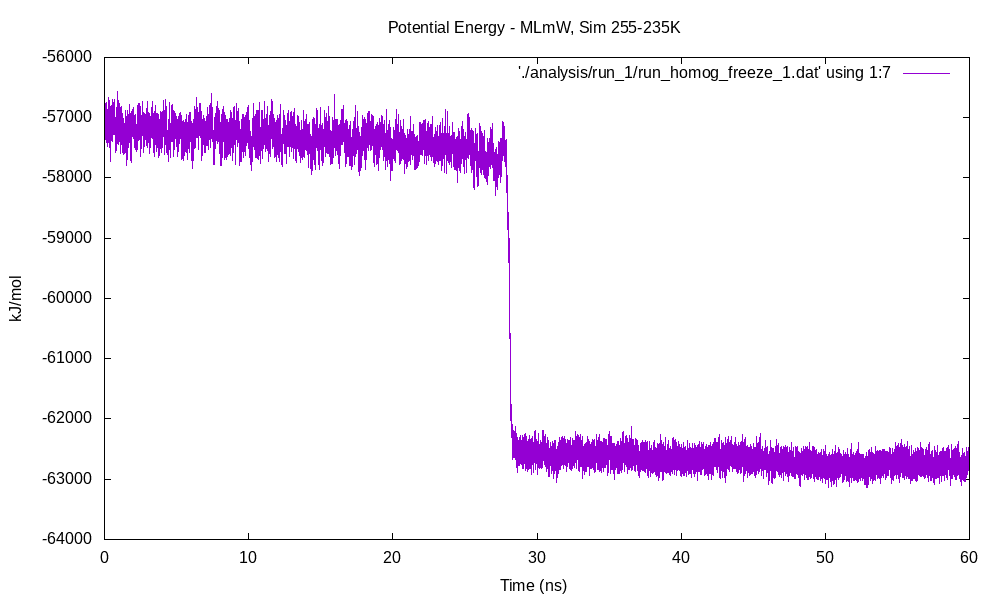 Potential Energy - MLmW, Sim 255-235K
'./analysis/run_1/run_homog_freeze_1.dat' using 1:7
-56000
-57000
-58000
-59000
-60000
-61000
-62000
-63000
-64000
kJ/mol
0 10 20 30 40 50 60
Time (ns)